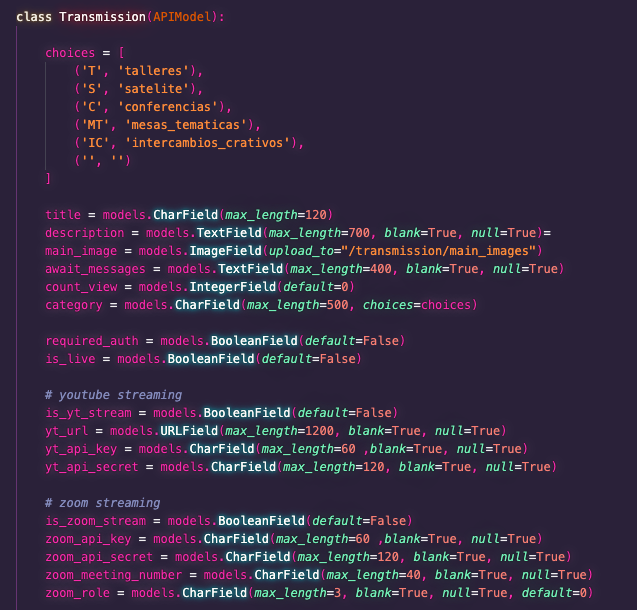 class Transmission(APIModel):
choices = [
('T', 'talleres'),
('S', 'satelite'),
('C', 'conferencias'),
('MT', 'mesas_tematicas'),
('IC', 'intercambios_crativos'),
('', '')
]
title = models.CharField(max_length=120)
description = models.TextField(max_length=700, blank=True, null=True)=
main_image = models.ImageField(upload_to="/transmission/main_images")
await_messages = models.TextField(max_length=400, blank=True, null=True)
count_view = models.IntegerField(default=0)
category = models.CharField(max_length=500, choices=choices)
required_auth = models.BooleanField(default=False)
is_live = models.BooleanField(default=False)
# youtube streaming
is_yt_stream = models.BooleanField(default=False)
yt_url = models.URLField(max_length=1200, blank=True, null=True)
yt_api_key = models.CharField(max_length=60 ,blank=True, null=True)
yt_api_secret = models.CharField(max_length=120, blank=True, null=True)
# zoom streaming
is_zoom_stream = models.BooleanField(default=False)
zoom_api_key = models.CharField(max_length=60 ,blank=True, null=True)
zoom_api_secret = models.CharField(max_length=120, blank=True, null=True)
zoom_meeting_number = models.CharField(max_length=40, blank=True, null=True)
zoom_role = models.CharField(max_length=3, blank=True, null=True, default=0)